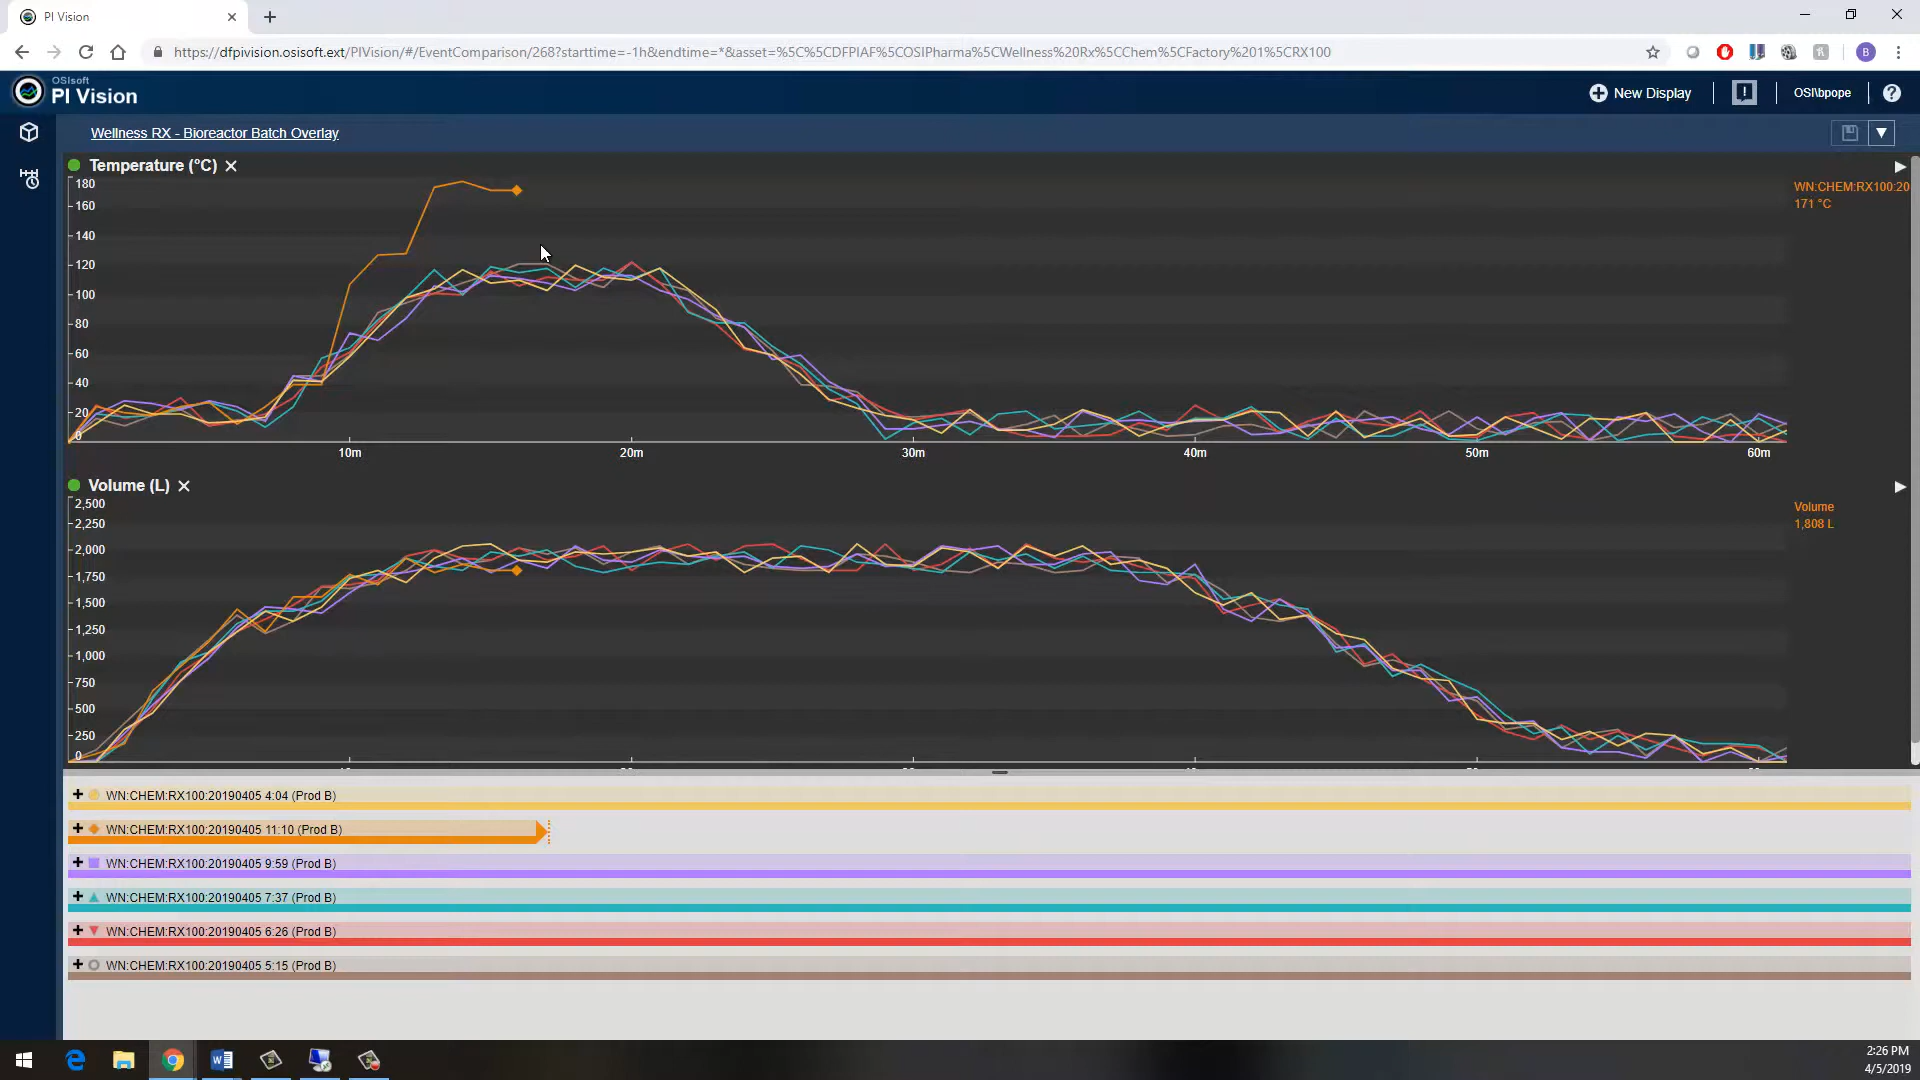 PI Vision
https://dfpivision.osisoft.ext/PIVision/#/EventComparison/268?starttime=-1h&endtime=*&asset=%5C%5CDFPIAF%5COSIPharma%5CWellness%20Rx%5CChem%5CFactory%201%5CRX100
B
OSIsoft
PI Vision
New Display
OSI\bpope
Wellness RX - Bioreactor Batch Overlay
Temperature (°C)
180
160
140
120
100
80
60
40
20
0
10m
20m
30m
40m
50m
60m
WN:CHEM:RX100:20
171 °C
Volume (L)
2,500
2,250
2,000
1,750
1,500
1,250
1,000
750
500
250
0
Volume
1,808 L
WN:CHEM:RX100:20190405 4:04 (Prod B)
WN:CHEM:RX100:20190405 11:10 (Prod B)
WN:CHEM:RX100:20190405 9:59 (Prod B)
WN:CHEM:RX100:20190405 7:37 (Prod B)
WN:CHEM:RX100:20190405 6:26 (Prod B)
WN:CHEM:RX100:20190405 5:15 (Prod B)
2:26 PM
4/5/2019